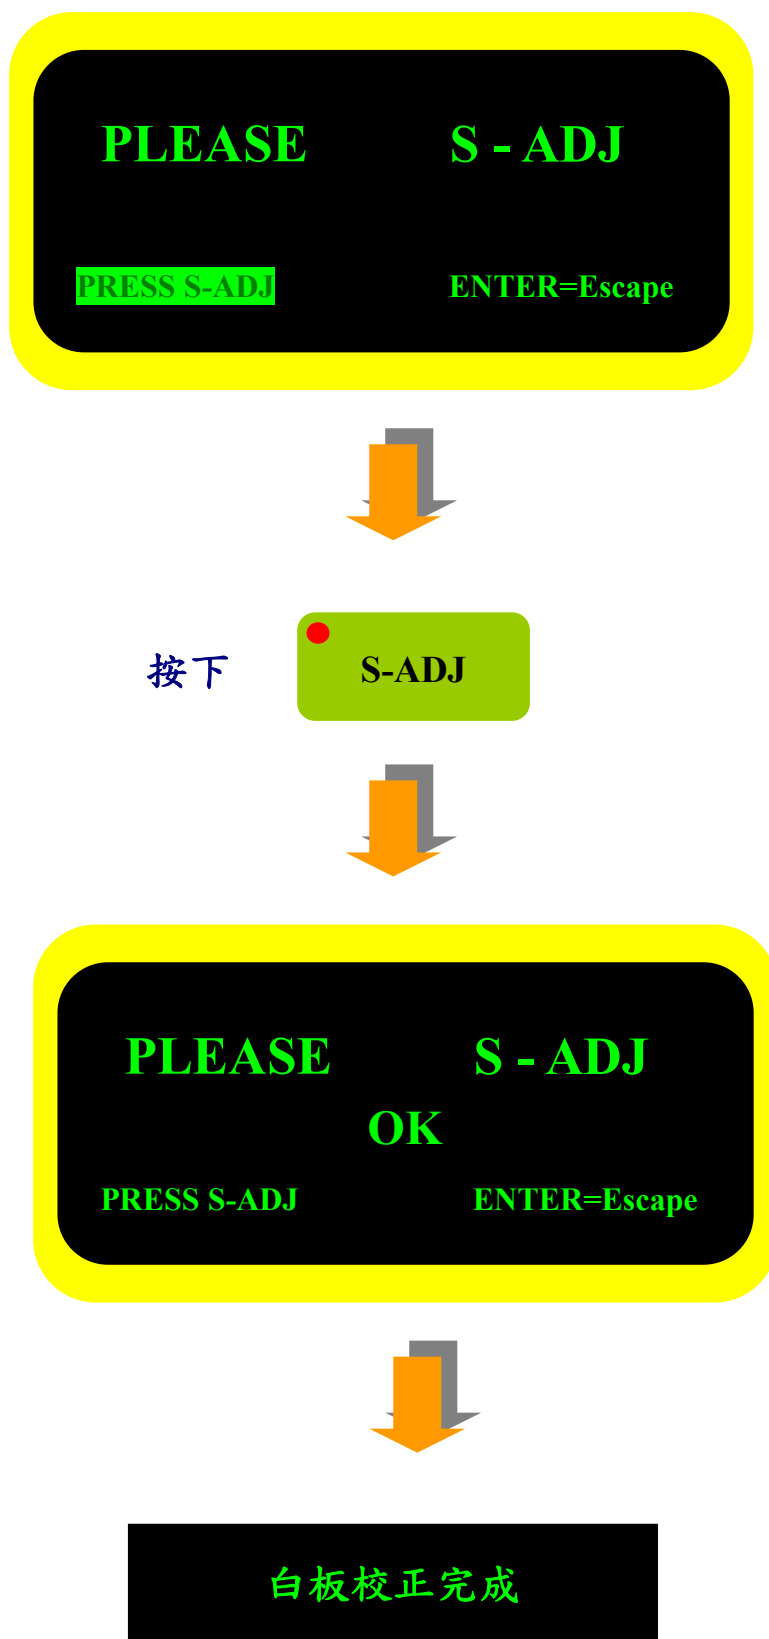 PLEASE S - ADJ
PRESS S-ADJ ENTER=Escape
按下 S-ADJ
PLEASE S - ADJ
OK
PRESS S-ADJ ENTER=Escape
白板校正完成